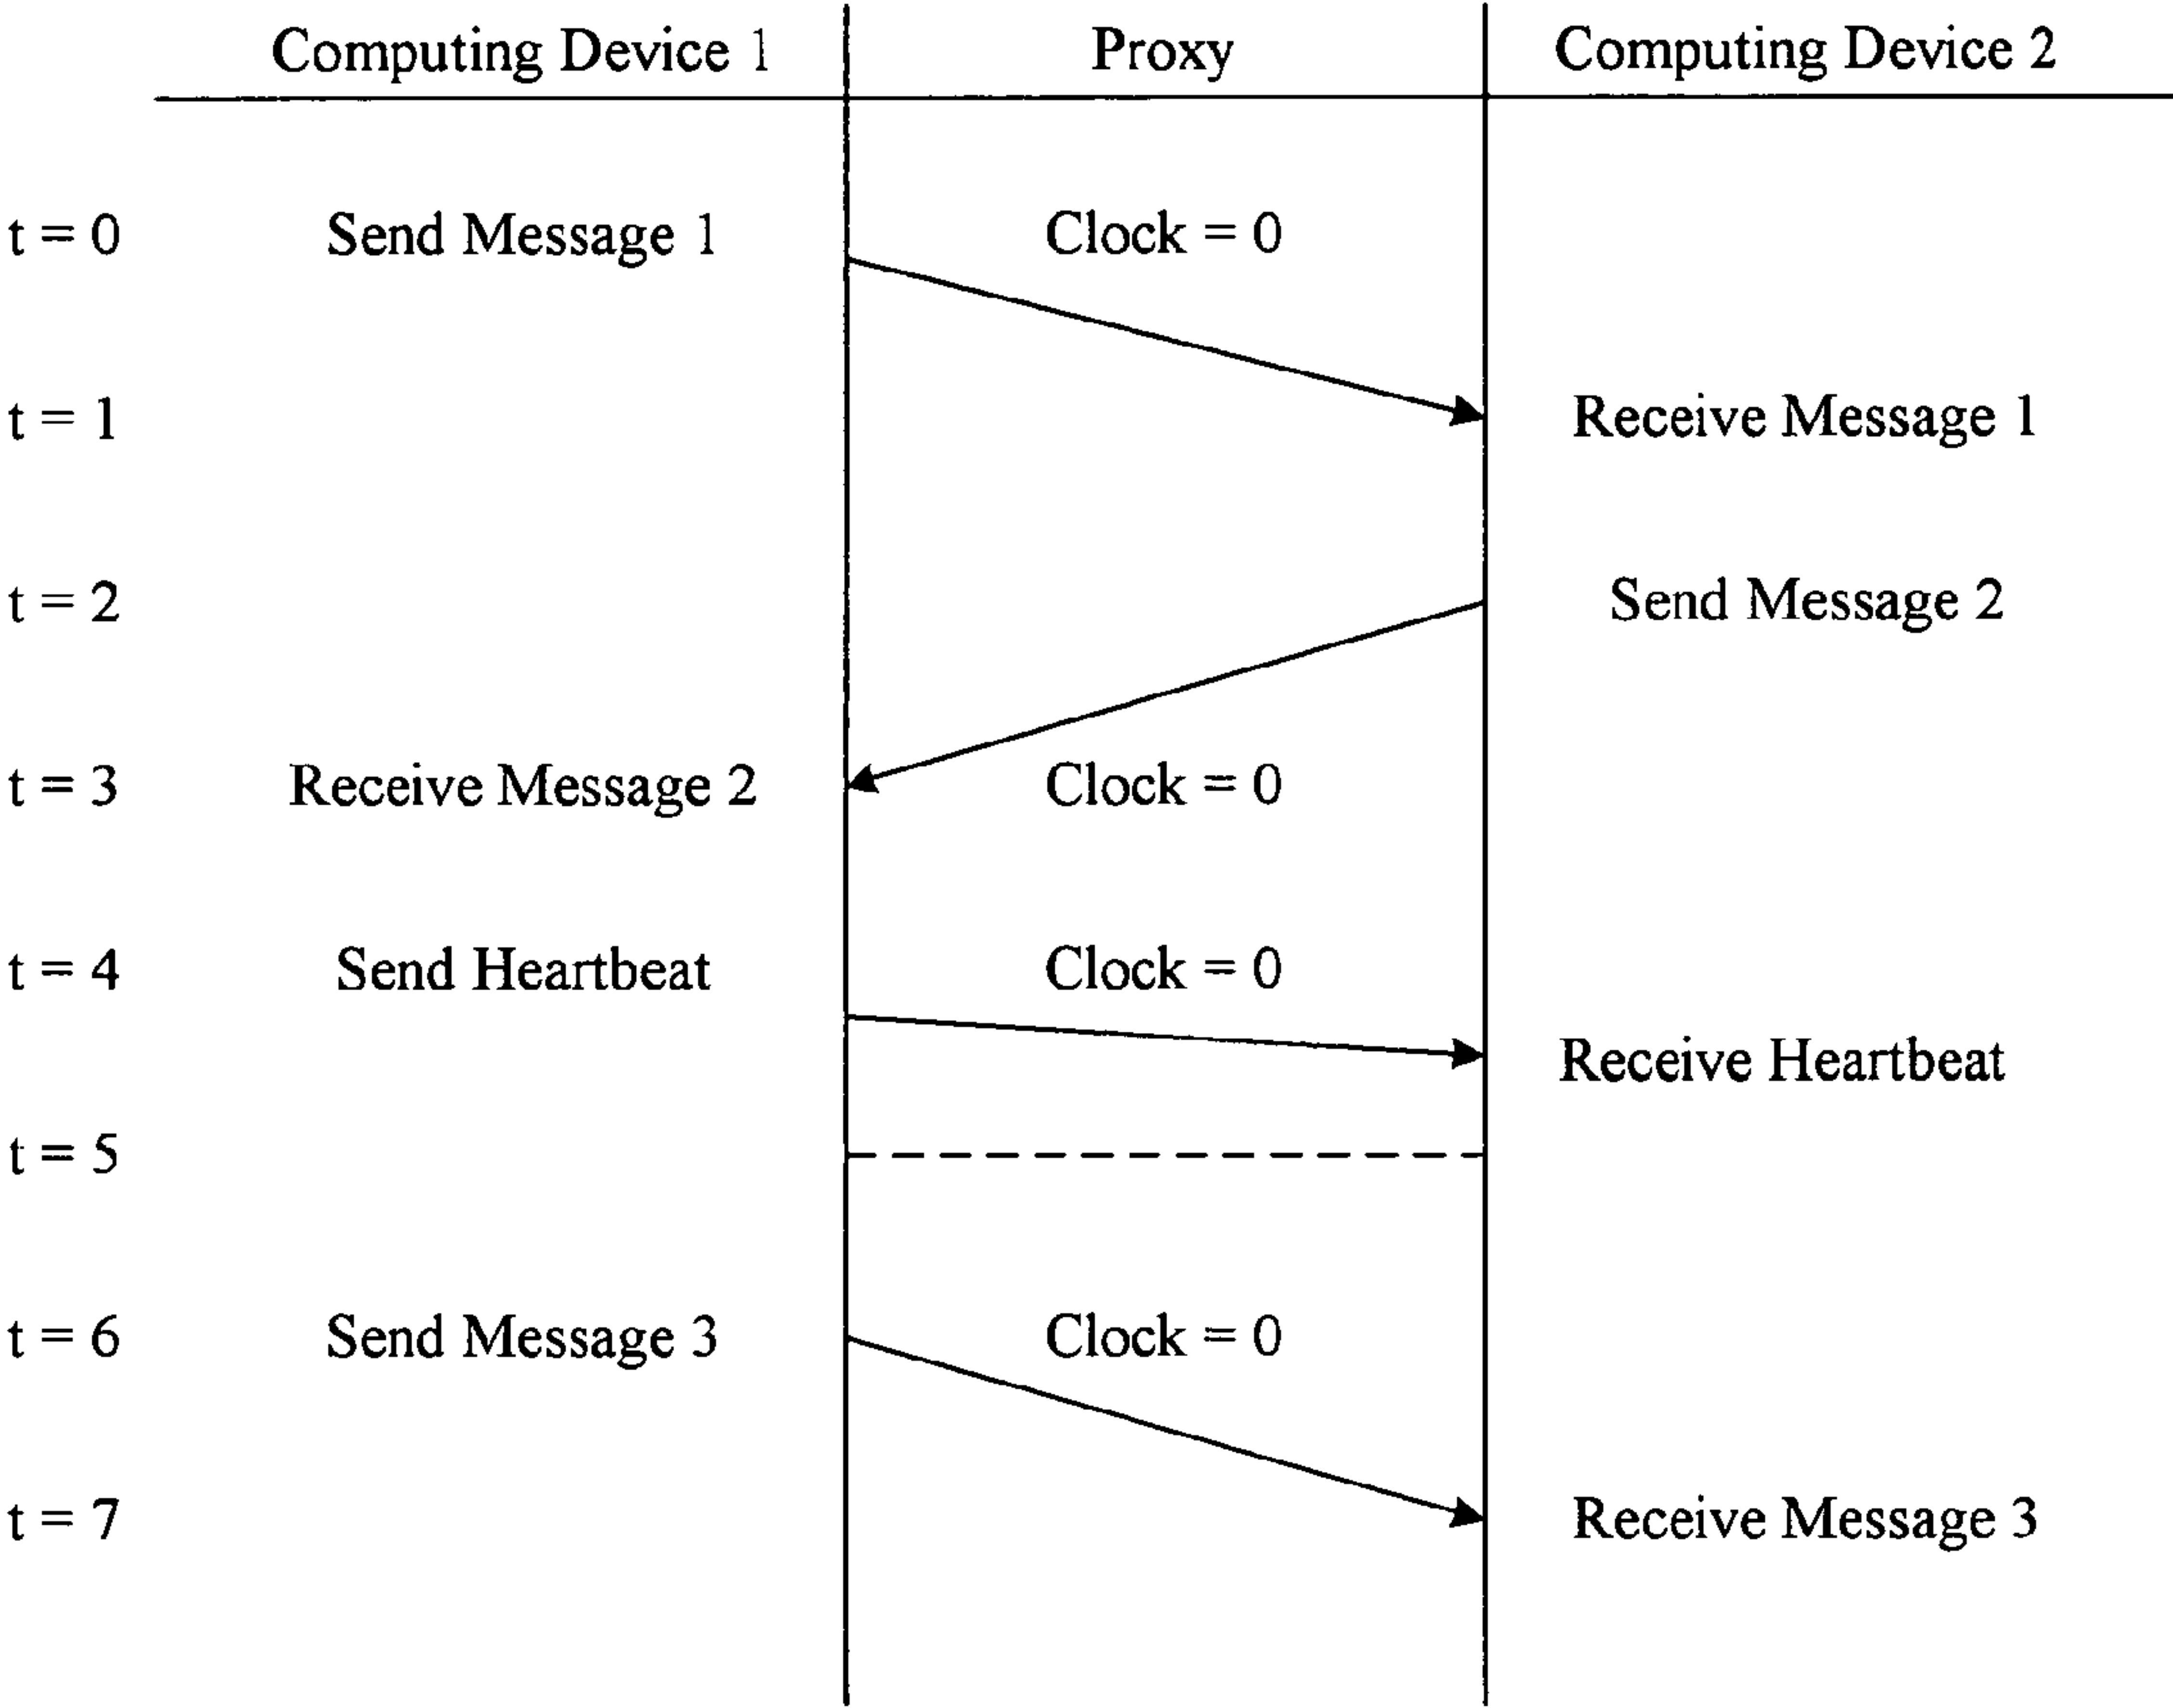 Computing Device 1 Proxy Computing Device 2
t = 0 Send Message 1 Clock = 0
t = 1 Receive Message 1
t = 2 Send Message 2
t = 3 Receive Message 2 Clock = 0
t = 4 Send Heartbeat Clock = 0
Receive Heartbeat
t = 5
t = 6 Send Message 3 Clock = 0
t = 7 Receive Message 3